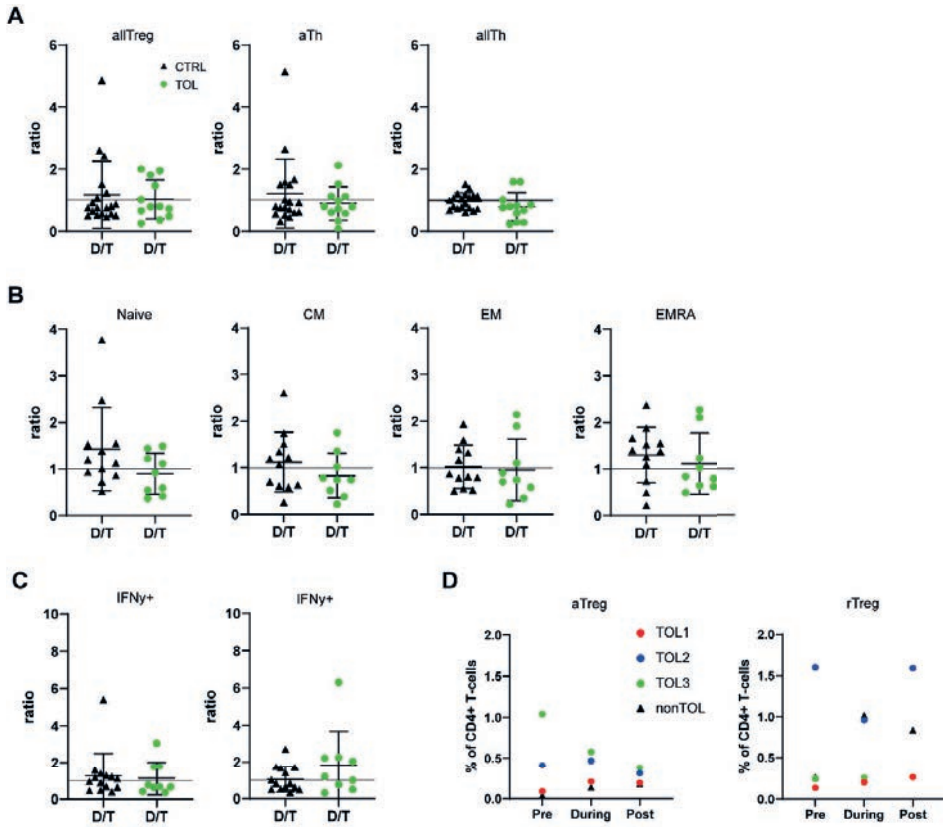 A
allTreg
aTh
allTh
6
4
2
0
ratio
CTRL
TOL
D/T
D/T
6
4
2
0
ratio
D/T
D/T
6
4
2
0
ratio
D/T
D/T
B
Naive
CM
EM
EMRA
4
3
2
1
0
ratio
D/T
D/T
4
3
2
1
0
ratio
D/T
D/T
4
3
2
1
0
ratio
D/T
D/T
4
3
2
1
0
ratio
D/T
D/T
C
IFNy+
IFNy+
10
8
6
4
2
0
ratio
D/T
D/T
10
8
6
4
2
0
ratio
D/T
D/T
D
aTreg
rTreg
2.0
1.5
1.0
0.5
0.0
% of CD4+ T-cells
TOL1
TOL2
TOL3
nonTOL
Pre
During
Post
2.0
1.5
1.0
0.5
0.0
% of CD4+ T-cells
Pre
During
Post